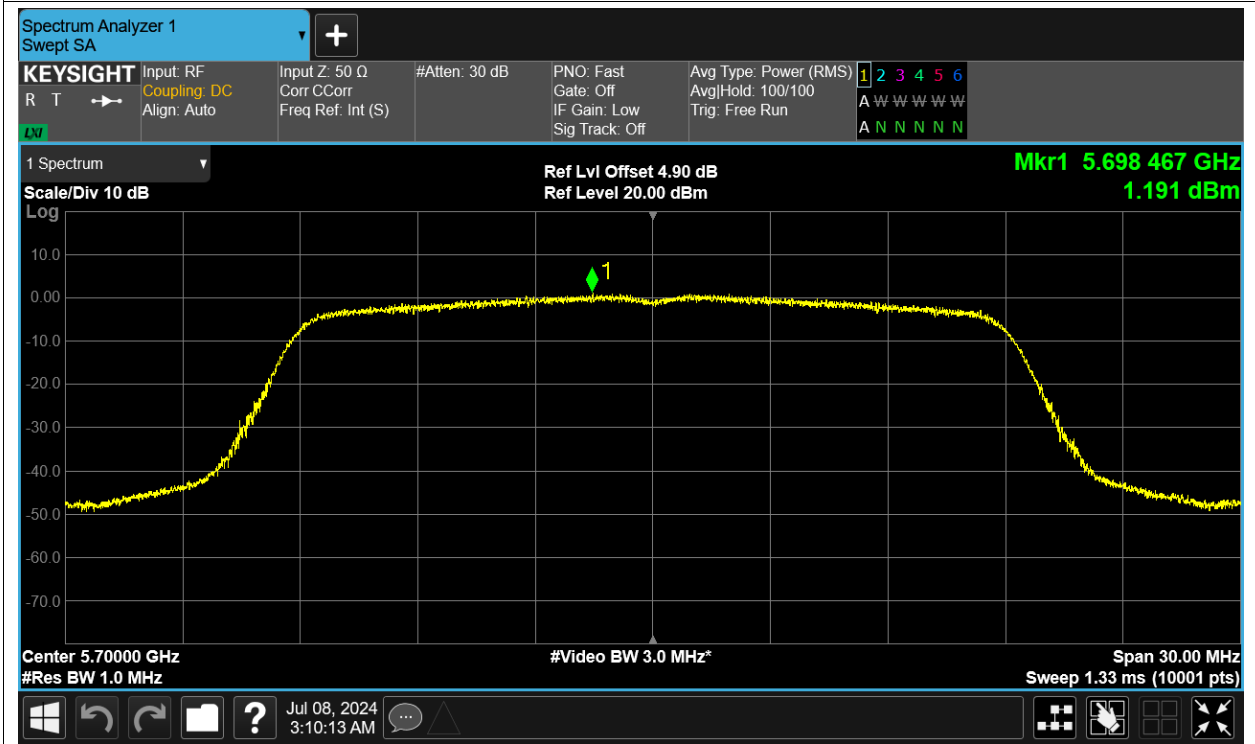 Spectrum Analyzer 1
Swept SA
+
KEYSIGHT
R T
LXI
Input: RF
Coupling: DC
Align: Auto
Input Z: 50 Ω
Corr CCorr
Freq Ref: Int (S)
#Atten: 30 dB
PNO: Fast
Gate: Off
IF Gain: Low
Sig Track: Off
Avg Type: Power (RMS)
Avg|Hold: 100/100
Trig: Free Run
1 2 3 4 5 6
A W W W W W
A N N N N N
1 Spectrum
Scale/Div 10 dB
Log
Ref Lvl Offset 4.90 dB
Ref Level 20.00 dBm
Mkr1 5.698 467 GHz
1.191 dBm
10.0
0.00
-10.0
-20.0
-30.0
-40.0
-50.0
-60.0
-70.0
1
Center 5.70000 GHz
#Res BW 1.0 MHz
#Video BW 3.0 MHz*
Span 30.00 MHz
Sweep 1.33 ms (10001 pts)
?
Jul 08, 2024
3:10:13 AM